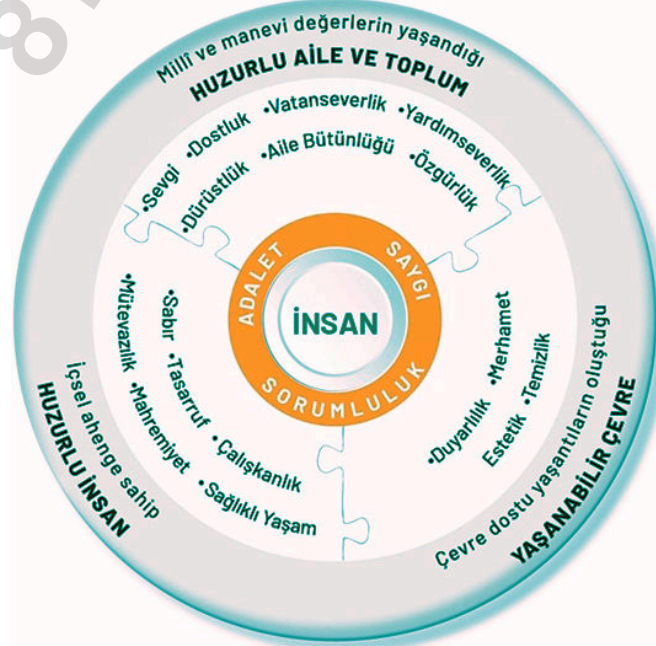 Millî ve manevi değerlerin yaşandığı
HUZURLU AİLE VE TOPLUM
•Sevgi •Dostluk •Vatanseverlik •Yardımseverlik
•Dürüstlük •Aile Bütünlüğü •Özgürlük
ADALET
SAYGI
SORUMLULUK
İNSAN
•Sabır •Tasarruf •Çalışkanlık
•Mütevazılık •Mahremiyet •Sağlıklı Yaşam
İçsel ahenge sahip
HUZURLU İNSAN
•Duyarlılık •Merhamet
Estetik •Temizlik
Çevre dostu yaşantıların oluştuğu
YAŞANABİLİR ÇEVRE